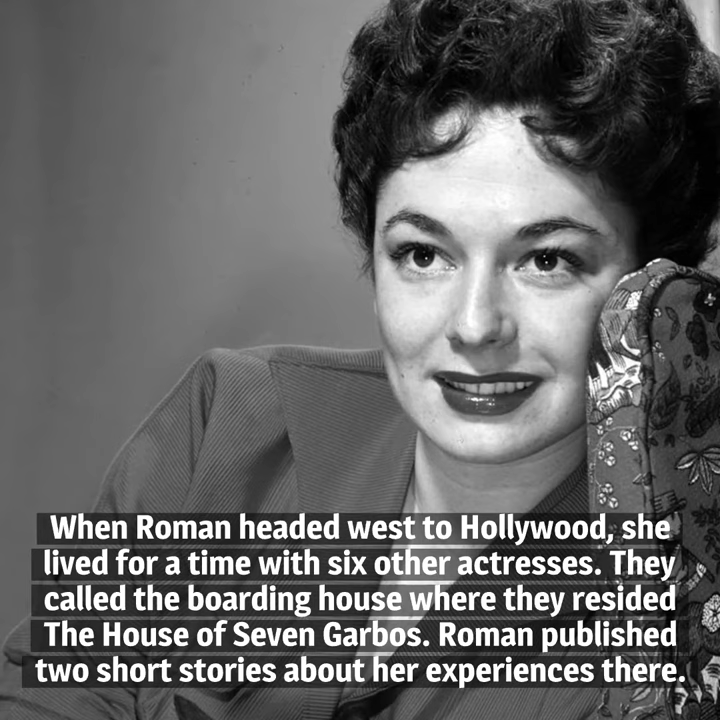 When Roman headed west to Hollywood, she
lived for a time with six other actresses. They
called the boarding house where they resided
The House of Seven Garbos. Roman published
two short stories about her experiences there.